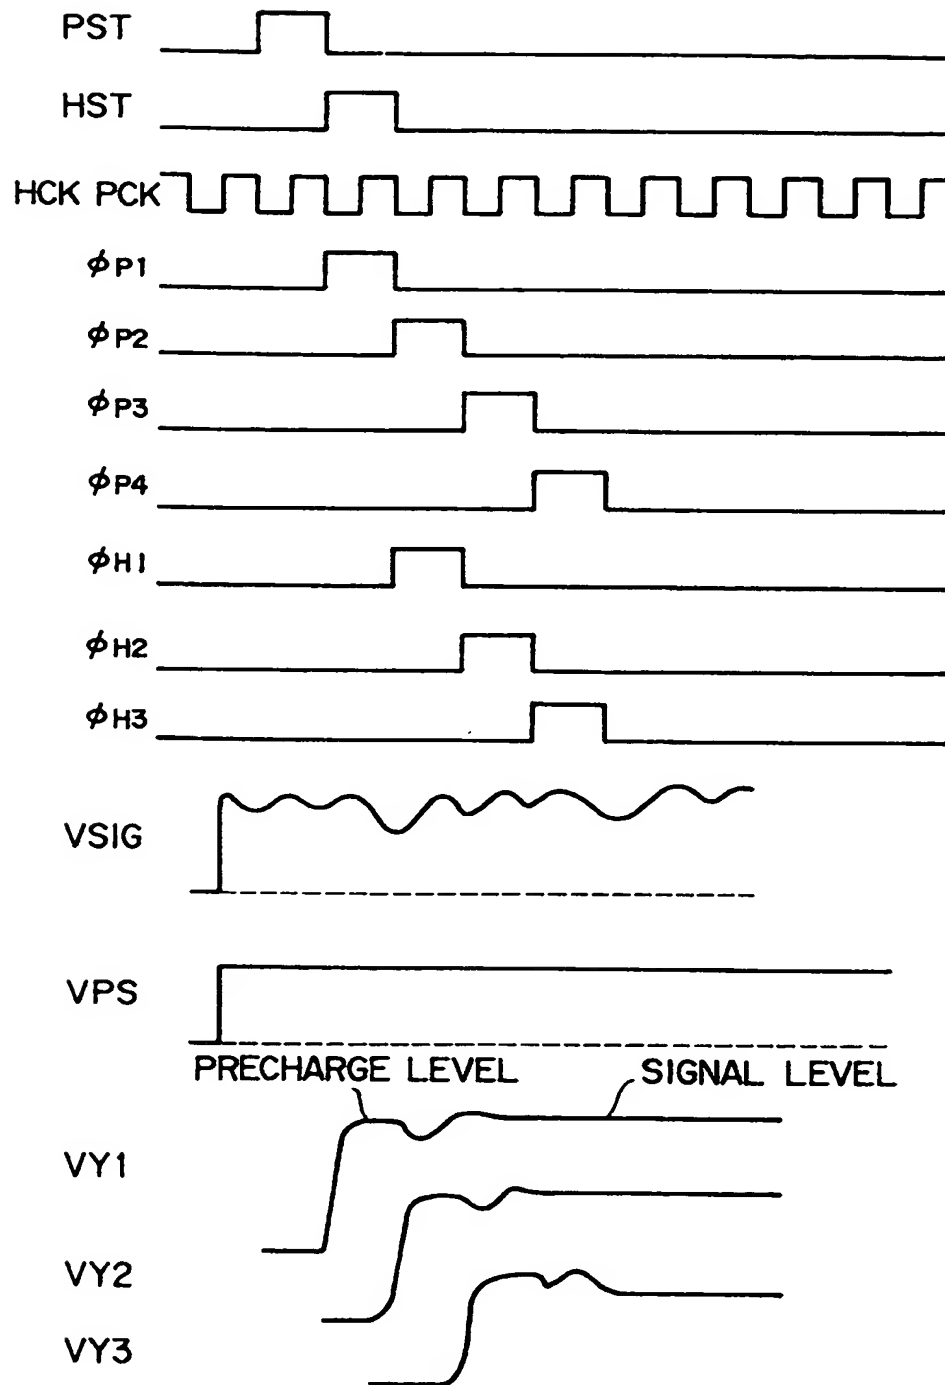 PST
HST
HCK PCK
ϕP1
ϕP2
ϕP3
ϕP4
ϕH1
ϕH2
ϕH3
VSIG
VPS
PRECHARGE LEVEL
SIGNAL LEVEL
VY1
VY2
VY3